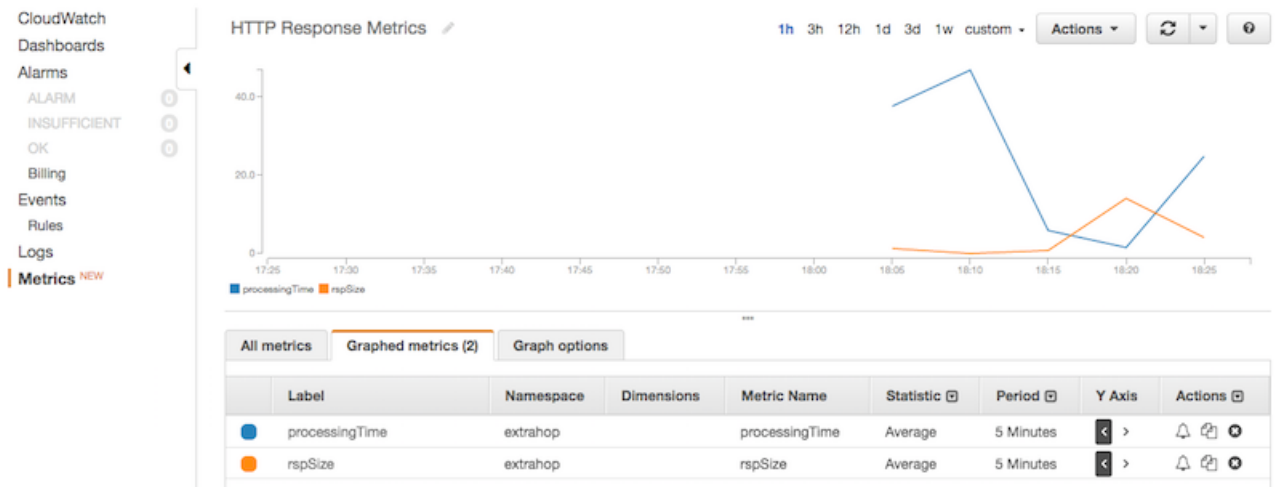 CloudWatch
Dashboards
Alarms
ALARM 0
INSUFFICIENT 0
OK 0
Billing
Events
Rules
Logs
Metrics NEW
HTTP Response Metrics
1h 3h 12h 1d 3d 1w custom Actions
40.0
20.0
0
17:25 17:30 17:35 17:40 17:45 17:50 17:55 18:00 18:05 18:10 18:15 18:20 18:25
processingTime rspSize
All metrics Graphed metrics (2) Graph options
Label Namespace Dimensions Metric Name Statistic Period Y Axis Actions
processingTime extrahop processingTime Average 5 Minutes
rspSize extrahop rspSize Average 5 Minutes